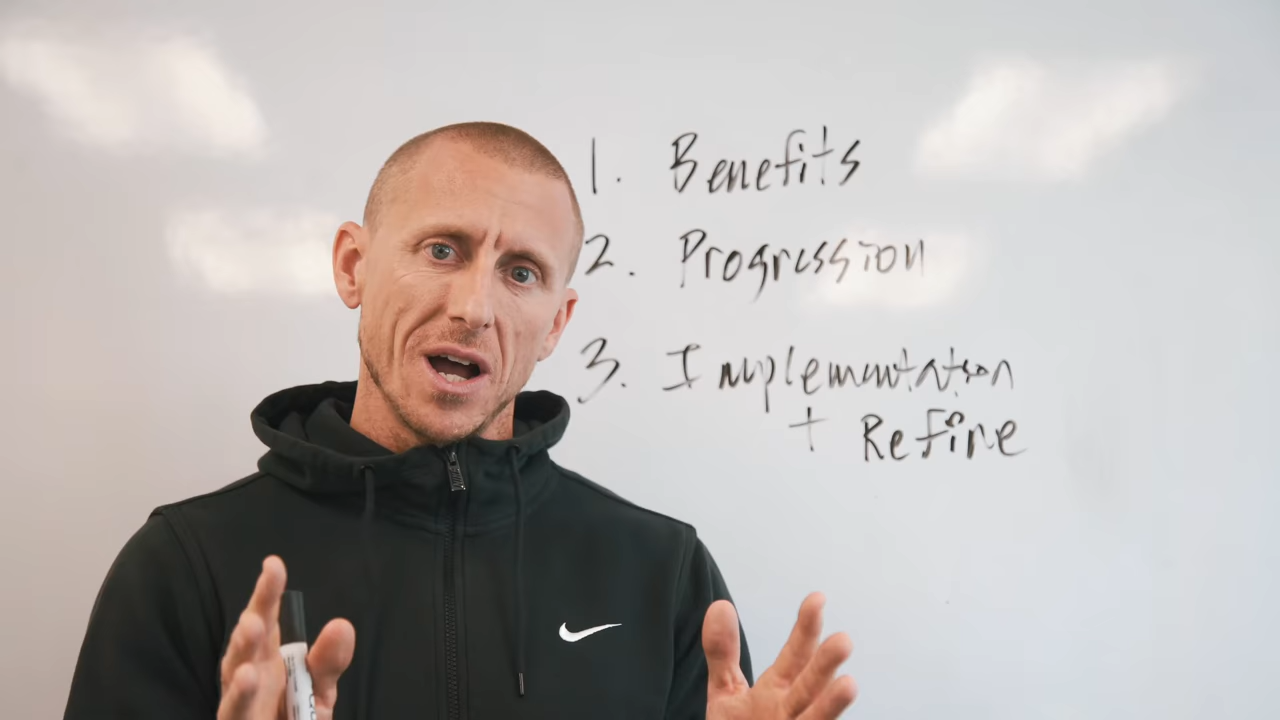 1. Benefits
2. Progression
3. Implementation
+ Refine